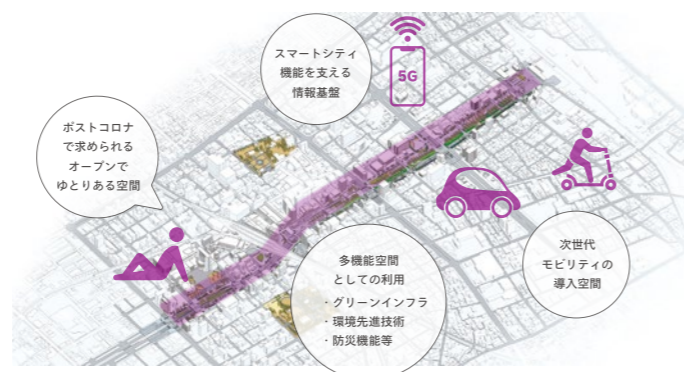 スマートシティ
機能を支える
情報基盤
5G
ポストコロナ
で求められる
オープンで
ゆとりある空間
多機能空間
としての利用
・グリーンインフラ
・環境先進技術
・防災機能等
次世代
モビリティの
導入空間